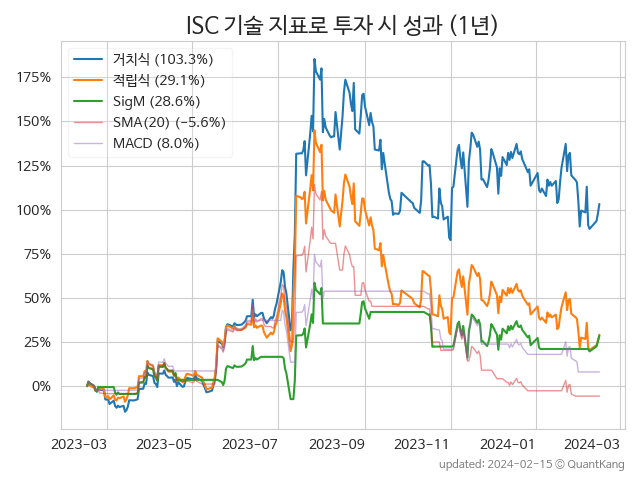 ISC 기술 지표로 투자 시 성과 (1년)
거치식 (103.3%)
적립식 (29.1%)
SigM (28.6%)
SMA(20) (−5.6%)
MACD (8.0%)
175%
150%
125%
100%
75%
50%
25%
0%
2023-03
2023-05
2023-07
2023-09
2023-11
2024-01
2024-03
updated: 2024-02-15 © QuantKang